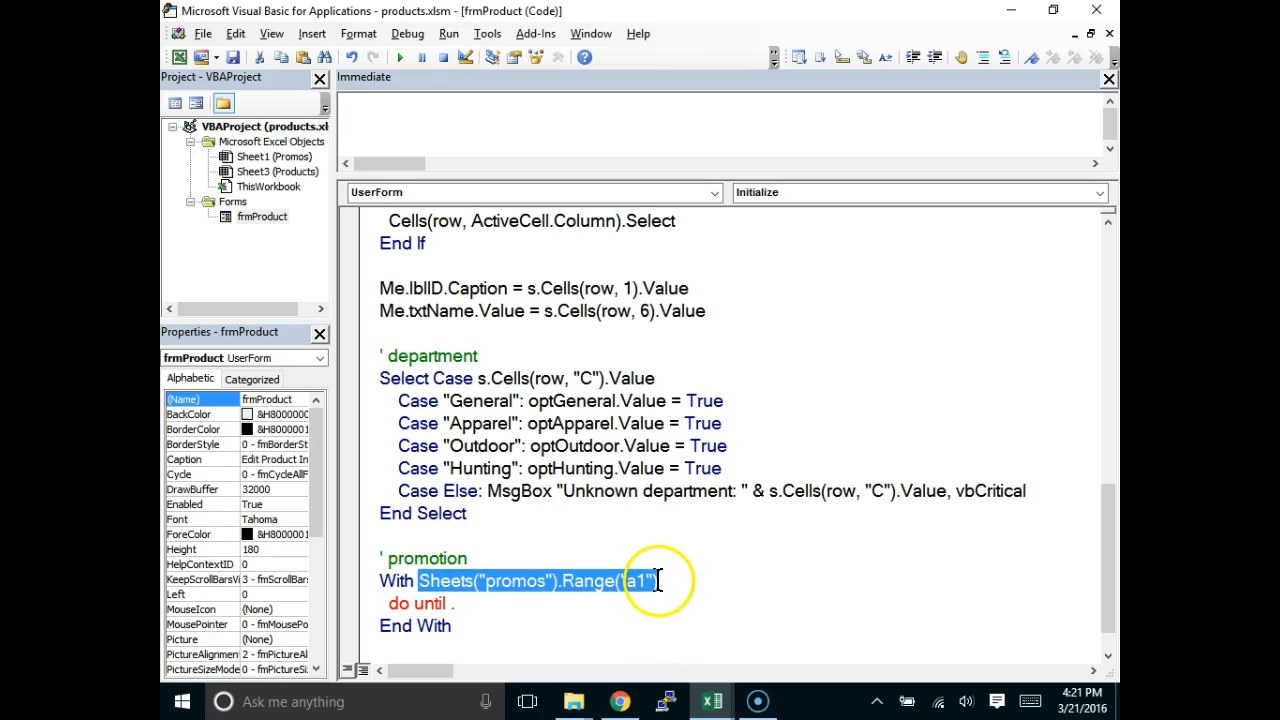 Microsoft Visual Basic for Applications - products.xlsm - [frmProduct (Code)]
File Edit View Insert Format Debug Run Tools Add-Ins Window Help
Project - VBAProject
Immediate
VBAProject (products.xl
Microsoft Excel Objects
Sheet1 (Promos)
Sheet3 (Products)
ThisWorkbook
Forms
frmProduct
UserForm
Initialize
Cells(row, ActiveCell.Column).Select
End If
Me.lblID.Caption = s.Cells(row, 1).Value
Me.txtName.Value = s.Cells(row, 6).Value
' department
Select Case s.Cells(row, "C").Value
Case "General": optGeneral.Value = True
Case "Apparel": optApparel.Value = True
Case "Outdoor": optOutdoor.Value = True
Case "Hunting": optHunting.Value = True
Case Else: MsgBox "Unknown department: " & s.Cells(row, "C").Value, vbCritical
End Select
' promotion
With Sheets("promos").Range("a1")
do until .
End With
Properties - frmProduct
frmProduct UserForm
Alphabetic Categorized
(Name) frmProduct
BackColor &H8000000
BorderColor &H8000001
BorderStyle 0 - fmBorderSt
Caption Edit Product In
Cycle 0 - fmCycleAllF
DrawBuffer 32000
Enabled True
Font Tahoma
ForeColor &H8000001
Height 180
HelpContextID 0
KeepScrollBarsVi 3 - fmScrollBars
Left 0
MouseIcon (None)
MousePointer 0 - fmMousePo
Picture (None)
PictureAlignment 2 - fmPictureAl
PictureSizeMode 0 - fmPictureSi
Ask me anything
4:21 PM
3/21/2016